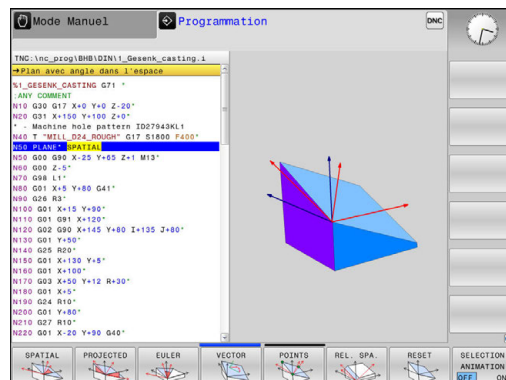 Mode Manuel
Programmation
DNC
TNC:\nc_prog\BHB\DIN\1_Gesenk_casting.i
→Plan avec angle dans l'espace
%1_GESENK_CASTING G71 *
;ANY COMMENT
N10 G30 G17 X+0 Y+0 Z-20*
N20 G31 X+150 Y+100 Z+0*
* - Machine hole pattern ID27943KL1
N40 T "MILL_D24_ROUGH" G17 S1800 F400*
N50 PLANE* SPATIAL
N50 G00 G90 X-25 Y+65 Z+1 M13*
N60 G00 Z-5*
N70 G98 L1*
N80 G01 X+5 Y+80 G41*
N90 G26 R3*
N100 G01 X+15 Y+90*
N110 G01 G91 X+120*
N120 G02 G90 X+145 Y+80 I+135 J+80*
N130 G01 Y+50*
N140 G25 R20*
N150 G01 X+130 Y+5*
N160 G01 X+100*
N170 G03 X+50 Y+12 R+30*
N180 G01 X+5*
N190 G24 R10*
N200 G01 Y+80*
N210 G27 R10*
N220 G01 X-20 Y+90 G40*
SPATIAL
PROJECTED
EULER
VECTOR
POINTS
REL. SPA.
RESET
SELECTION
ANIMATION
OFF ON